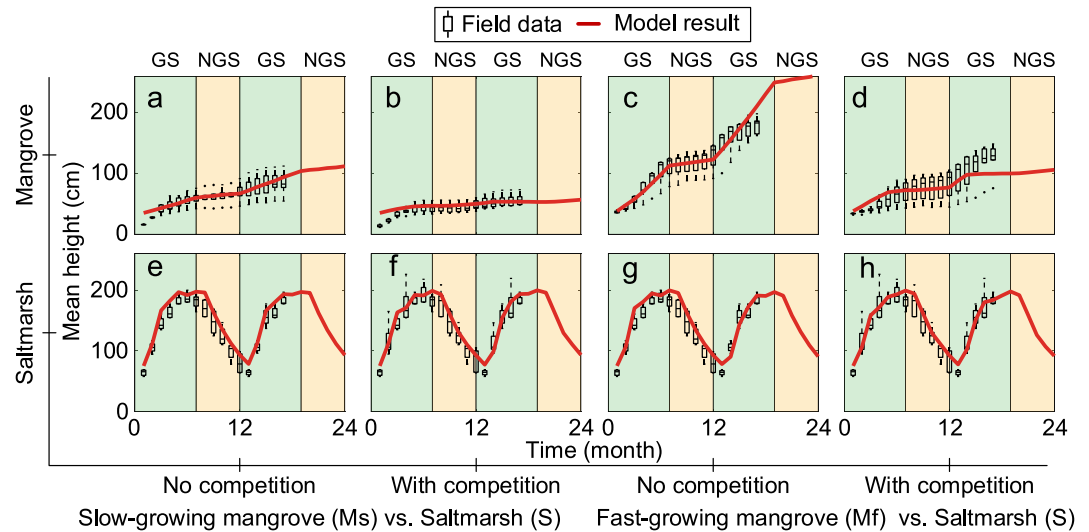 Field data Model result
GS NGS GS NGS GS NGS GS NGS GS NGS GS NGS GS NGS GS NGS
a b c d
200
100
0
Mangrove
Mean height (cm)
e f g h
200
100
0
Saltmarsh
0 12 24 0 12 24 0 12 24 0 12 24
Time (month)
No competition With competition No competition With competition
Slow-growing mangrove (Ms) vs. Saltmarsh (S) Fast-growing mangrove (Mf) vs. Saltmarsh (S)